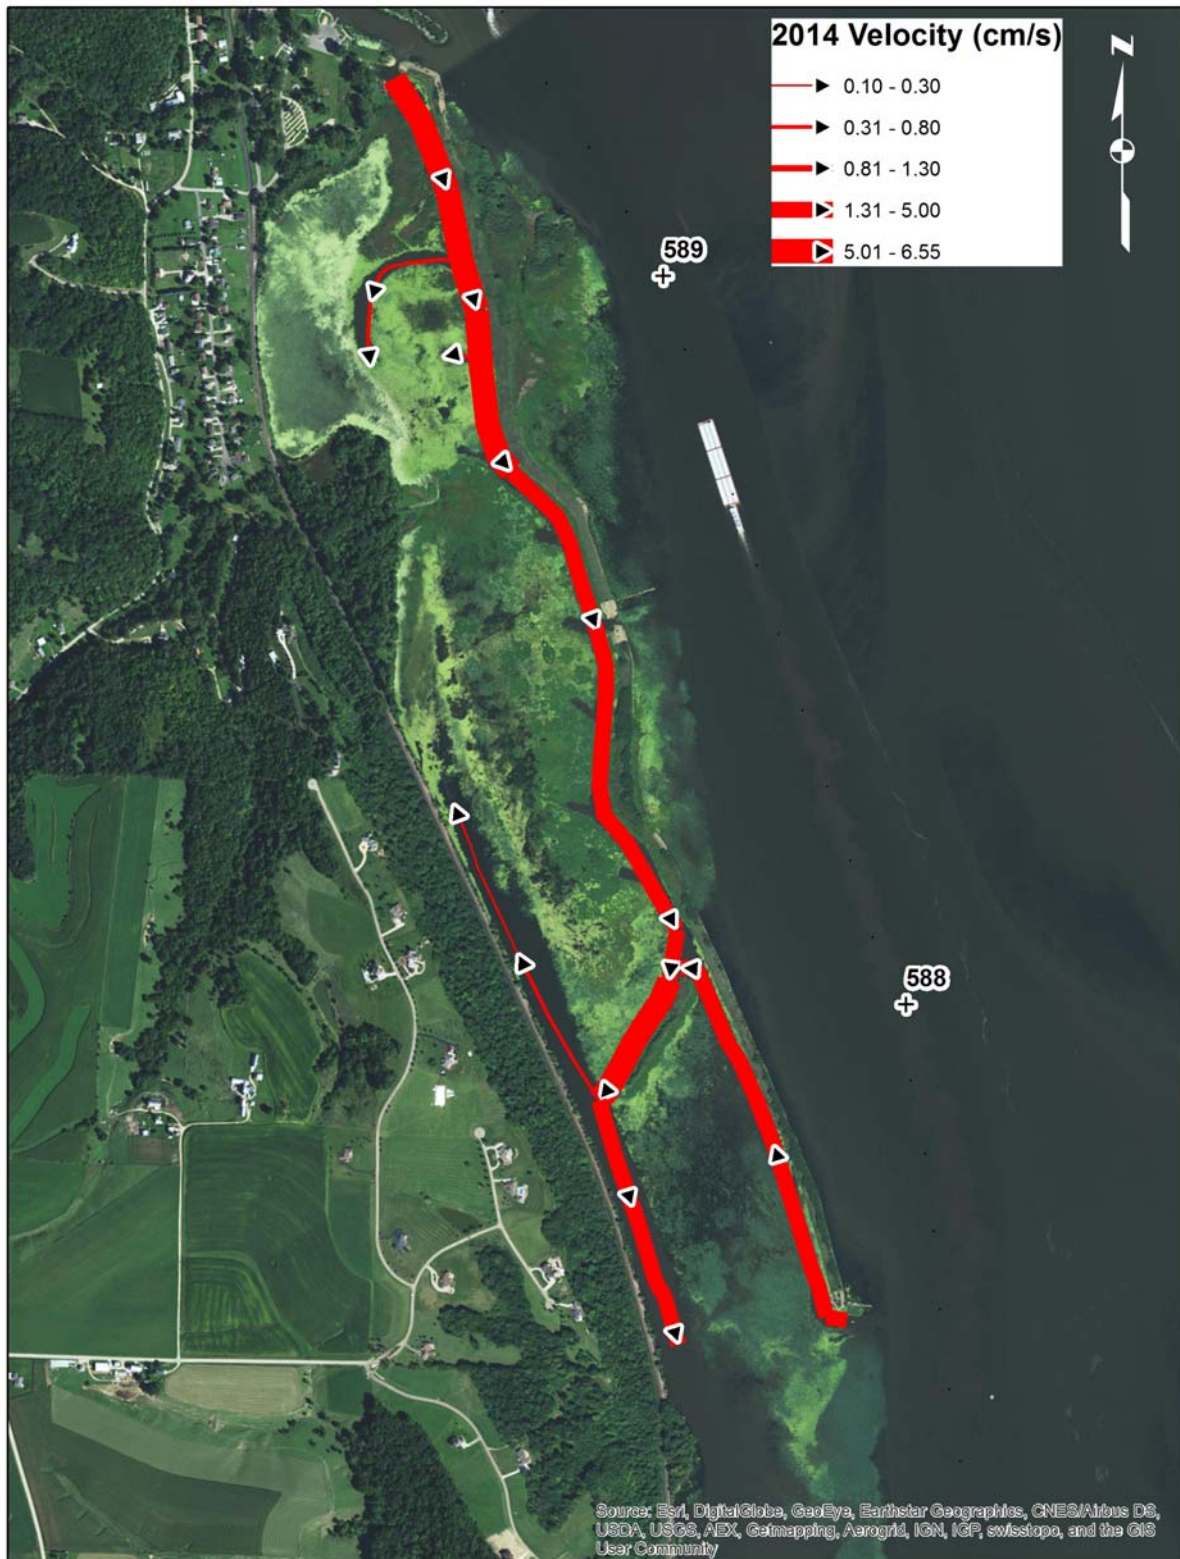 2014 Velocity (cm/s)
0.10 - 0.30
0.31 - 0.80
0.81 - 1.30
1.31 - 5.00
5.01 - 6.55
N
589
588
Source: Esri, DigitalGlobe, GeoEye, Earthstar Geographics, CNES/Airbus DS,
USDA, USGS, AEX, Getmapping, Aerogrid, IGN, IGP, swisstopo, and the GIS
User Community